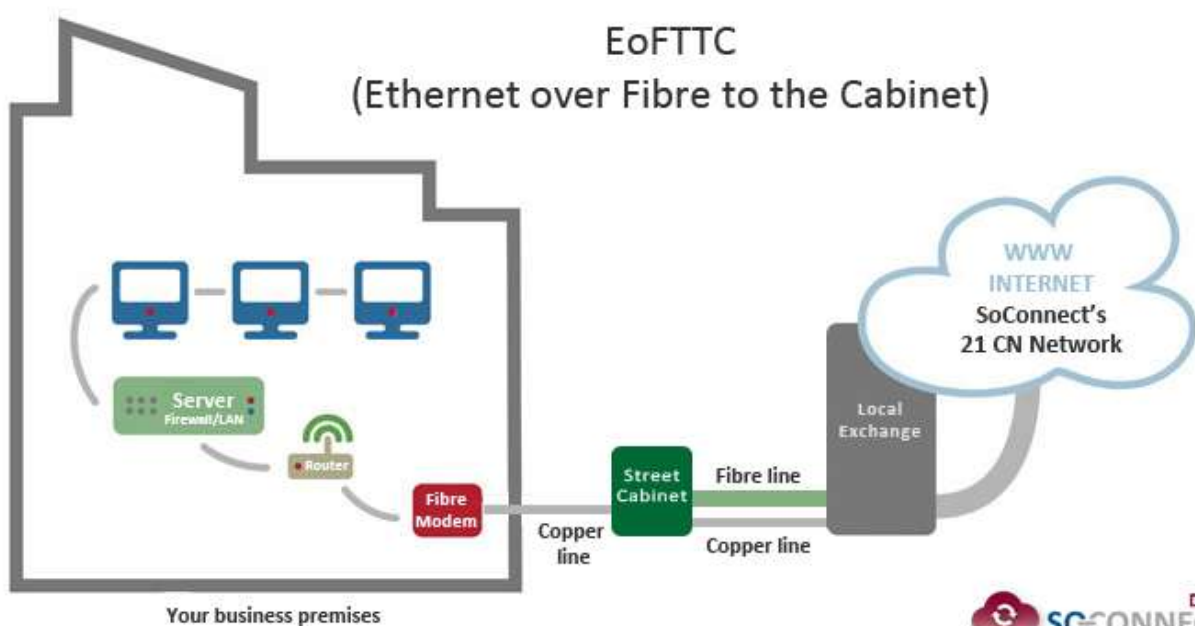 EoFTTC
(Ethernet over Fibre to the Cabinet)
WWW
INTERNET
SoConnect's
21 CN Network
Server
Firewall/LAN
Router
Fibre
Modem
Copper
line
Street
Cabinet
Fibre line
Copper line
Local
Exchange
Your business premises